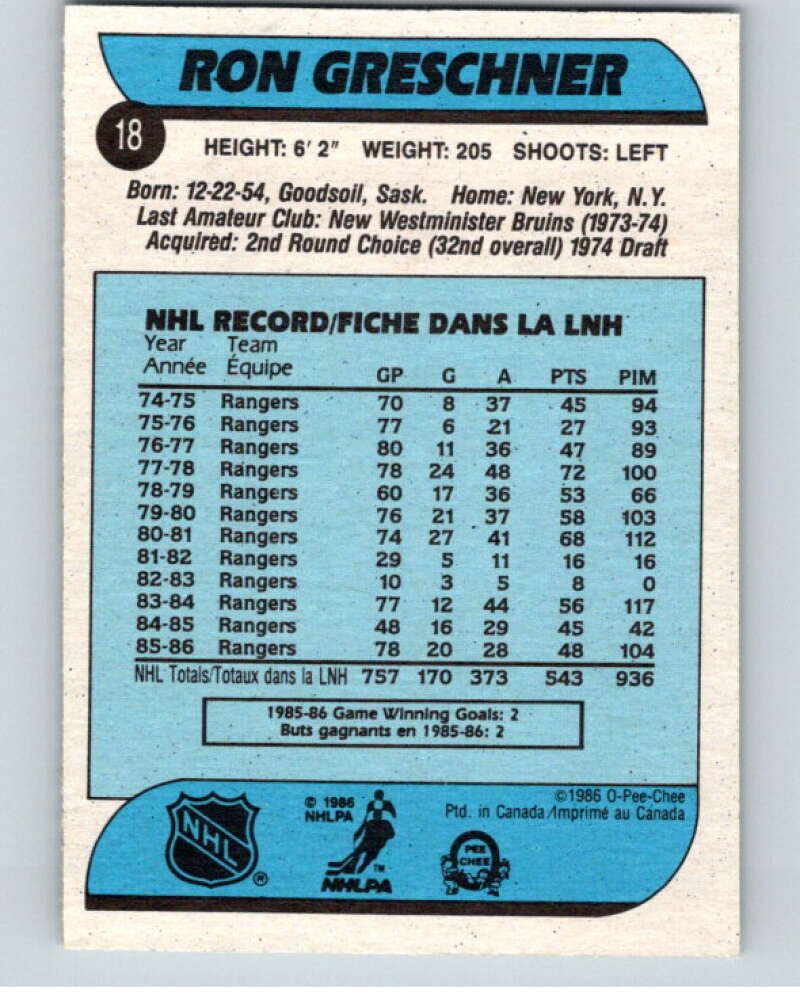 RON GRESCHNER
18
HEIGHT: 6' 2" WEIGHT: 205 SHOOTS: LEFT
Born: 12-22-54, Goodsoil, Sask. Home: New York, N.Y.
Last Amateur Club: New Westminister Bruins (1973-74)
Acquired: 2nd Round Choice (32nd overall) 1974 Draft
NHL RECORD/FICHE DANS LA LNH
Year Team
Année Équipe GP G A PTS PIM
74-75 Rangers 70 8 37 45 94
75-76 Rangers 77 6 21 27 93
76-77 Rangers 80 11 36 47 89
77-78 Rangers 78 24 48 72 100
78-79 Rangers 60 17 36 53 66
79-80 Rangers 76 21 37 58 103
80-81 Rangers 74 27 41 68 112
81-82 Rangers 29 5 11 16 16
82-83 Rangers 10 3 5 8 0
83-84 Rangers 77 12 44 56 117
84-85 Rangers 48 16 29 45 42
85-86 Rangers 78 20 28 48 104
NHL Totals/Totaux dans la LNH 757 170 373 543 936
1985-86 Game Winning Goals: 2
Buts gagnants en 1985-86: 2
©1986 O-Pee-Chee
Ptd. in Canada/Imprimé au Canada
© 1986
NHLPA
NHL
®
TM
NHLPA
PEE
CHEE